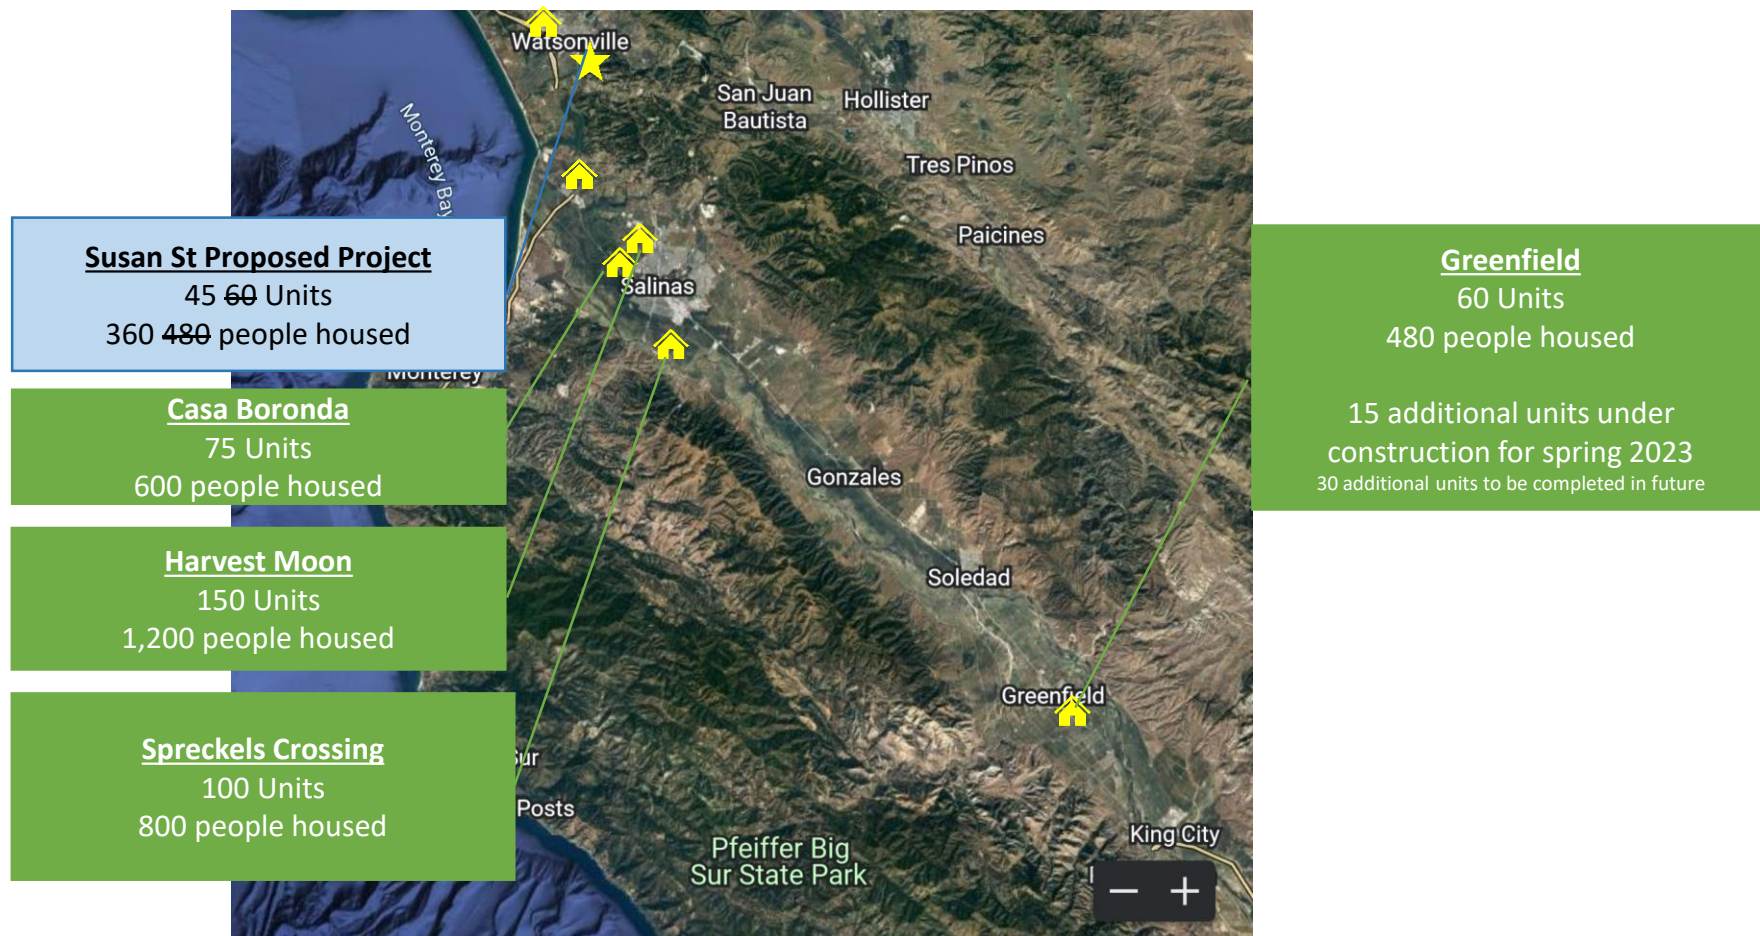 Watsonville
San Juan
Bautista
Hollister
Monterey Bay
Tres Pinos
Paicines
Susan St Proposed Project
45 60 Units
360 480 people housed
Salinas
Monterey
Casa Boronda
75 Units
600 people housed
Harvest Moon
150 Units
1,200 people housed
Spreckels Crossing
100 Units
800 people housed
Greenfield
60 Units
480 people housed
15 additional units under
construction for spring 2023
30 additional units to be completed in future
Gonzales
Soledad
Greenfield
Posts
King City
Pfeiffer Big
Sur State Park